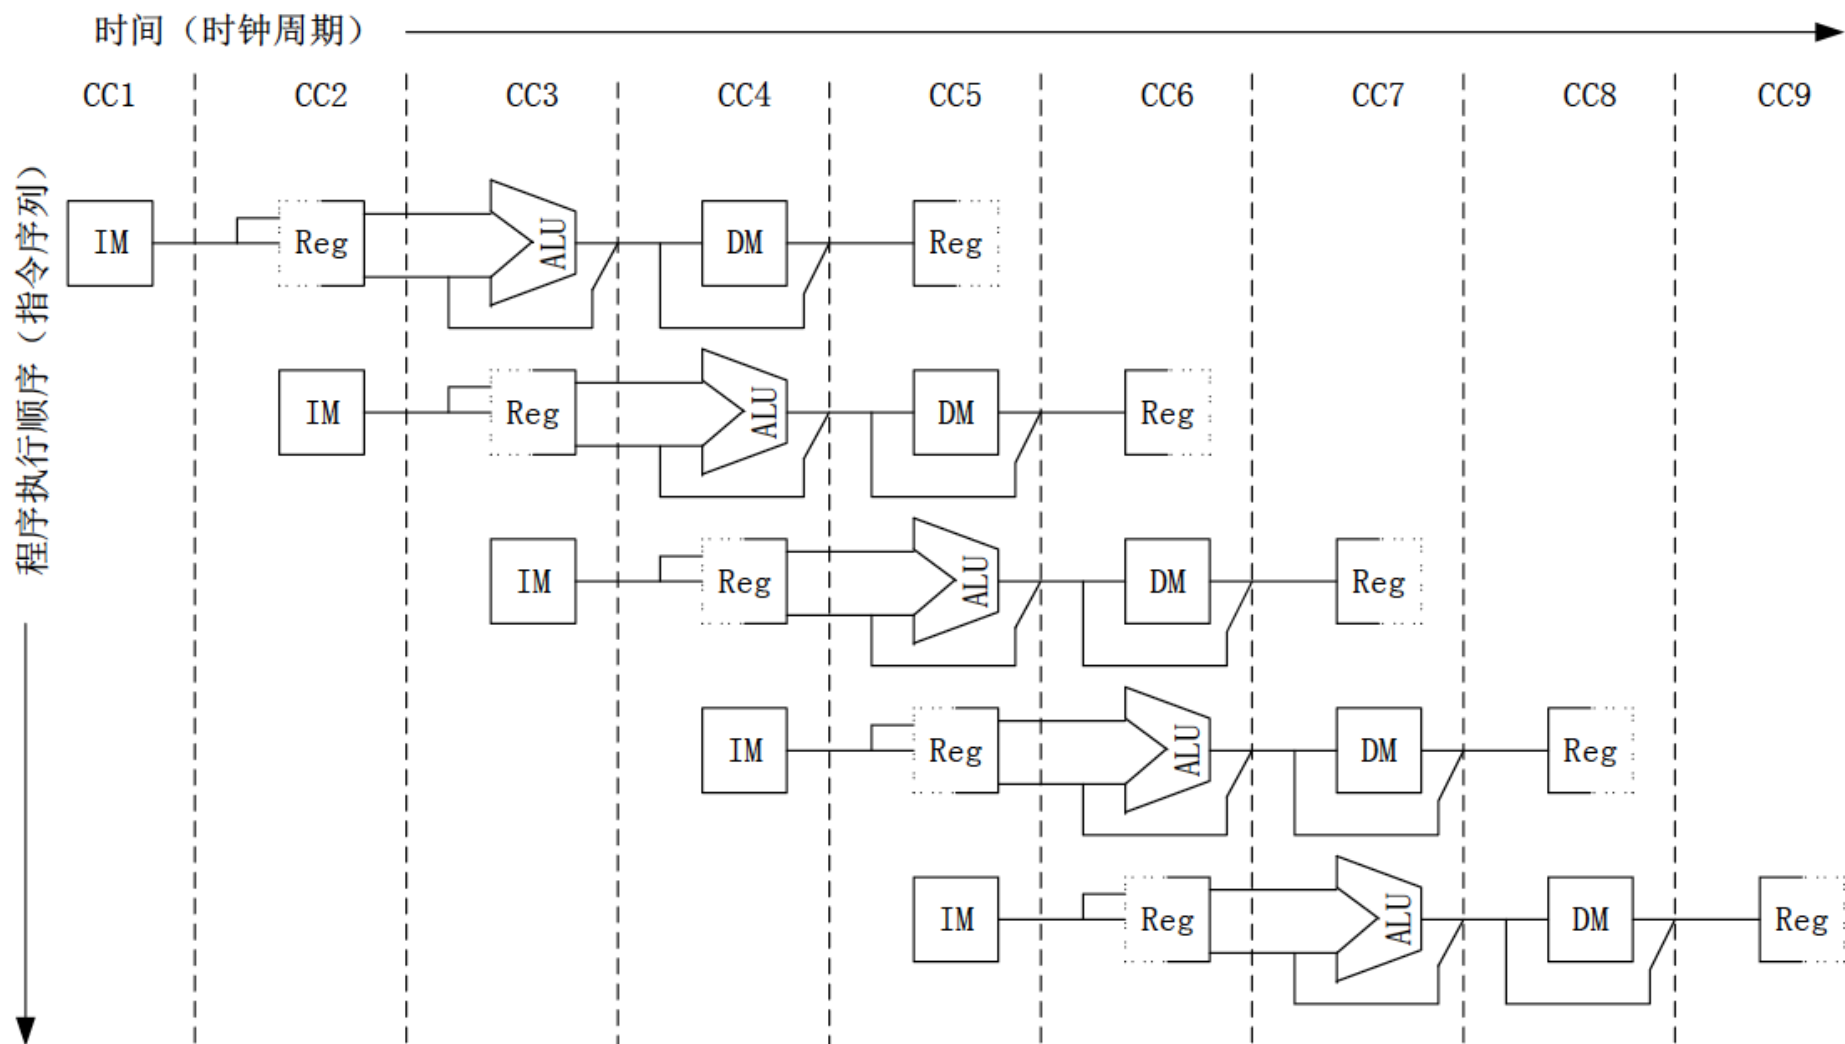 时间（时钟周期）
CC1 CC2 CC3 CC4 CC5 CC6 CC7 CC8 CC9
程序执行顺序（指令序列）
IM Reg ALU DM Reg
IM Reg ALU DM Reg
IM Reg ALU DM Reg
IM Reg ALU DM Reg
IM Reg ALU DM Reg